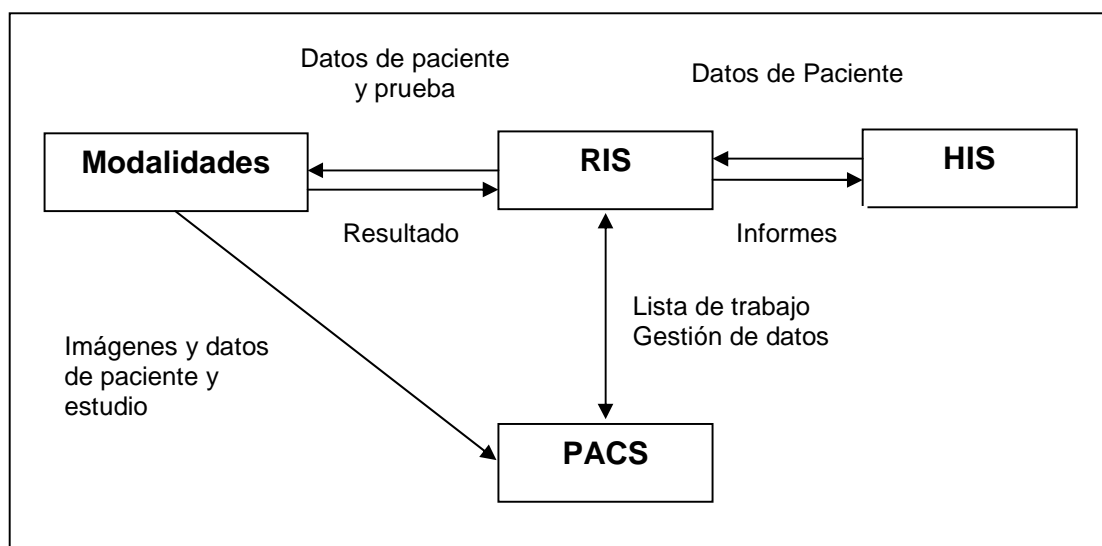 Datos de paciente
y prueba
Datos de Paciente
Modalidades
RIS
HIS
Resultado
Informes
Lista de trabajo
Gestión de datos
Imágenes y datos
de paciente y
estudio
PACS